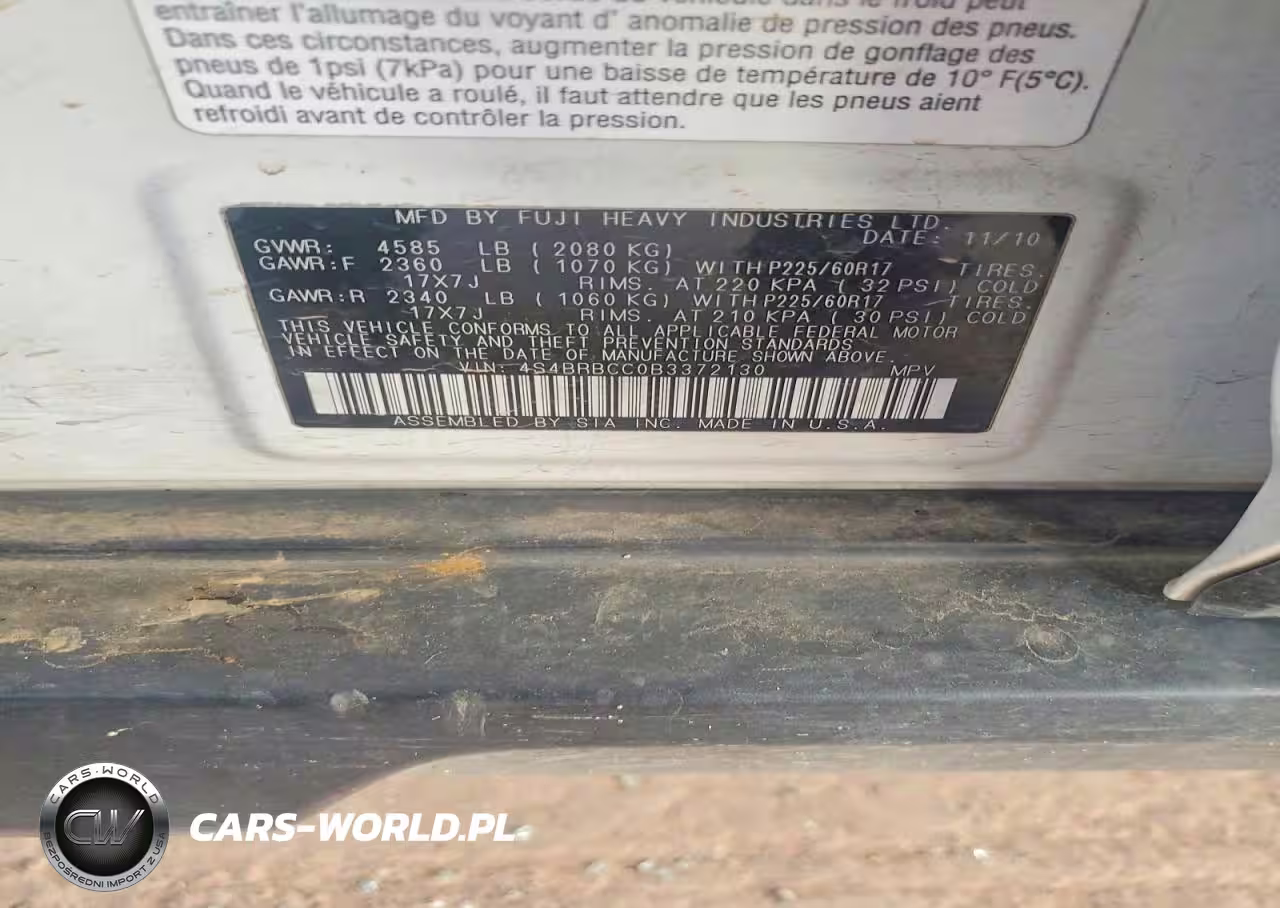 entraîner l'allumage du voyant d' anomalie de pression des pneus.
Dans ces circonstances, augmenter la pression de gonflage des
pneus de 1psi (7kPa) pour une baisse de température de 10° F(5°C).
Quand le véhicule a roulé, il faut attendre que les pneus aient
refroidi avant de contrôler la pression.
MFD BY FUJI HEAVY INDUSTRIES LTD.
DATE: 11/10
GVWR: 4585 LB ( 2080 KG)
GAWR:F 2360 LB ( 1070 KG) WITH P225/60R17 TIRES.
17X7J RIMS. AT 220 KPA ( 32 PSI) COLD
GAWR:R 2340 LB ( 1060 KG) WITH P225/60R17 TIRES.
17X7J RIMS. AT 210 KPA ( 30 PSI) COLD
THIS VEHICLE CONFORMS TO ALL APPLICABLE FEDERAL MOTOR
VEHICLE SAFETY AND THEFT PREVENTION STANDARDS
IN EFFECT ON THE DATE OF MANUFACTURE SHOWN ABOVE.
VIN: 4S4BRBCC0B3372130 MPV
ASSEMBLED BY SIA INC. MADE IN U.S.A.
CARS-WORLD
CW
BEZPOŚREDNI IMPORT Z USA
CARS-WORLD.PL